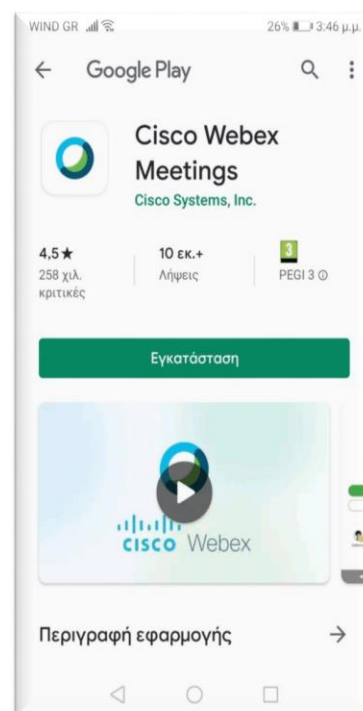 WIND GR 26% 3:46 μ.μ.
Google Play
Cisco Webex
Meetings
Cisco Systems, Inc.
4,5★ 10 εκ.+ 3
258 χιλ. Λήψεις PEGI 3
κριτικές
Εγκατάσταση
CISCO Webex
Περιγραφή εφαρμογής